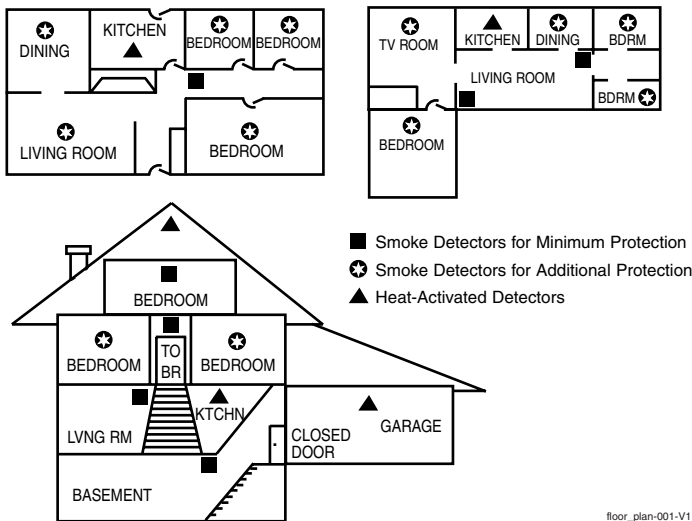 DINING
KITCHEN
BEDROOM
BEDROOM
LIVING ROOM
BEDROOM
TV ROOM
KITCHEN
DINING
BDRM
LIVING ROOM
BDRM
BEDROOM
Smoke Detectors for Minimum Protection
Smoke Detectors for Additional Protection
Heat-Activated Detectors
BEDROOM
BEDROOM
TO
BR
BEDROOM
LVNG RM
KTCHN
CLOSED
DOOR
GARAGE
BASEMENT
floor_plan-001-V1